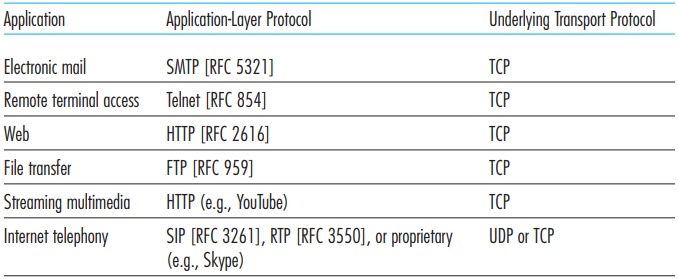 Application Application-Layer Protocol Underlying Transport Protocol
Electronic mail SMTP [RFC 5321] TCP
Remote terminal access Telnet [RFC 854] TCP
Web HTTP [RFC 2616] TCP
File transfer FTP [RFC 959] TCP
Streaming multimedia HTTP (e.g., YouTube) TCP
Internet telephony SIP [RFC 3261], RTP [RFC 3550], or proprietary UDP or TCP
(e.g., Skype)